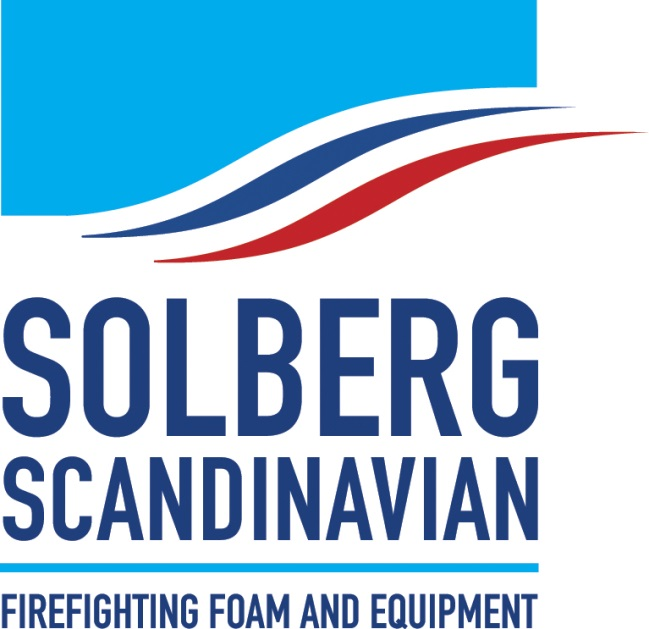 SOLBERG
SCANDINAVIAN
FIREFIGHTING FOAM AND EQUIPMENT